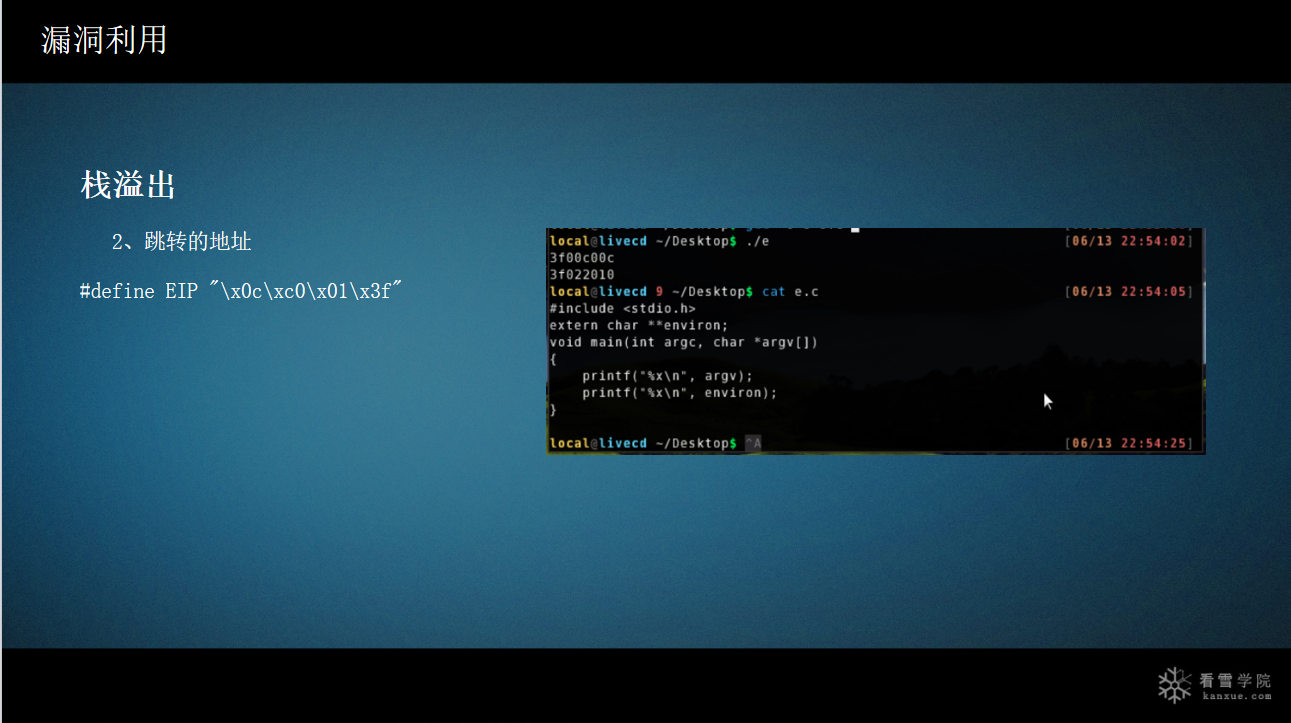 漏洞利用
栈溢出
2、跳转的地址
#define EIP "\x0c\xc0\x01\x3f"
local@livecd ~/Desktop$ ./e [06/13 22:54:02]
3f00c00c
3f022010
local@livecd 9 ~/Desktop$ cat e.c [06/13 22:54:05]
#include <stdio.h>
extern char **environ;
void main(int argc, char *argv[])
{
printf("%x\n", argv);
printf("%x\n", environ);
}
local@livecd ~/Desktop$ ^A [06/13 22:54:25]
看雪学院
kanxue.com